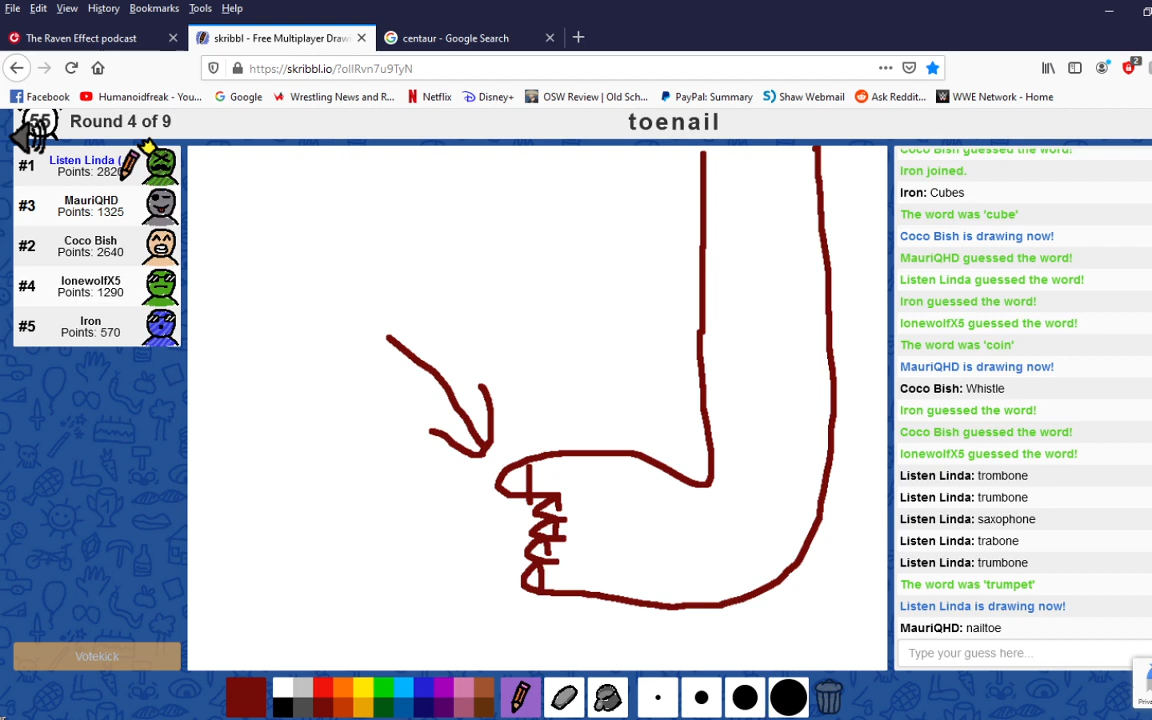 File Edit View History Bookmarks Tools Help
The Raven Effect podcast
skribbl - Free Multiplayer Draw
centaur - Google Search
https://skribbl.io/?olIRvn7u9TyN
2
Facebook Humanoidfreak - You... Google Wrestling News and R... Netflix Disney+ OSW Review | Old Sch... PayPal: Summary Shaw Webmail Ask Reddit... WWE Network - Home
55 Round 4 of 9
toenail
#1 Listen Linda (
Points: 2820
#3 MauriQHD
Points: 1325
#2 Coco Bish
Points: 2640
#4 lonewolfX5
Points: 1290
#5 Iron
Points: 570
Votekick
Coco Bish guessed the word!
Iron joined.
Iron: Cubes
The word was 'cube'
Coco Bish is drawing now!
MauriQHD guessed the word!
Listen Linda guessed the word!
Iron guessed the word!
lonewolfX5 guessed the word!
The word was 'coin'
MauriQHD is drawing now!
Coco Bish: Whistle
Iron guessed the word!
Coco Bish guessed the word!
lonewolfX5 guessed the word!
Listen Linda: trombone
Listen Linda: trumbone
Listen Linda: saxophone
Listen Linda: trabone
Listen Linda: trumbone
The word was 'trumpet'
Listen Linda is drawing now!
MauriQHD: nailtoe
Type your guess here...